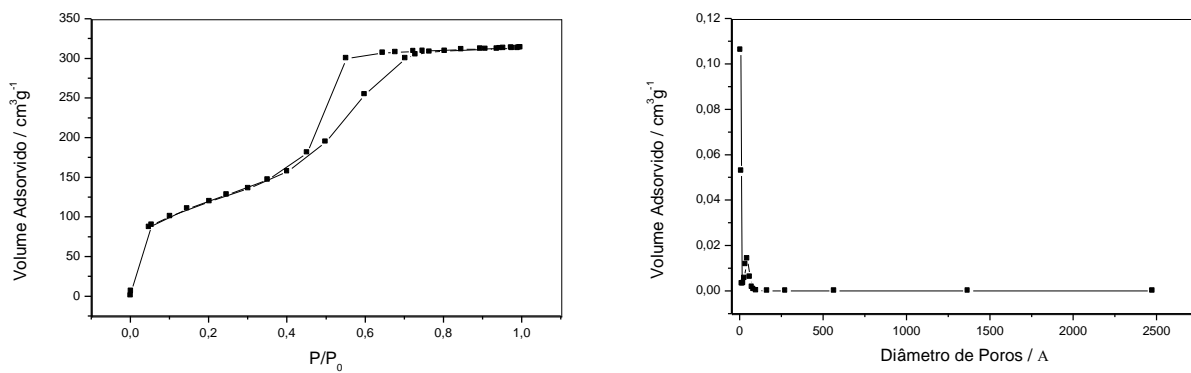 350
300
250
200
150
100
50
0
Volume Adsorvido / cm³g⁻¹
0,0 0,2 0,4 0,6 0,8 1,0
P/P₀
0,12
0,10
0,08
0,06
0,04
0,02
0,00
Volume Adsorvido / cm³g⁻¹
0 500 1000 1500 2000 2500
Diâmetro de Poros / A